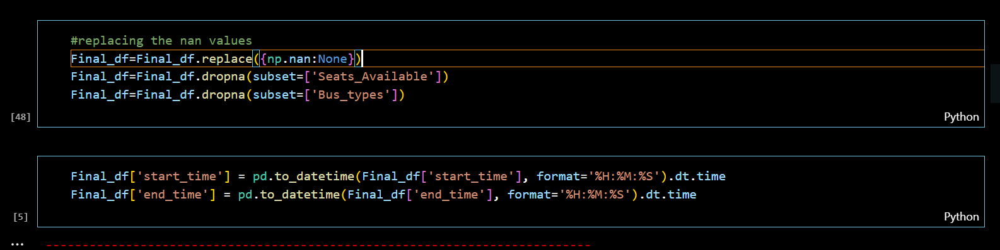 #replacing the nan values
Final_df=Final_df.replace({np.nan:None})
Final_df=Final_df.dropna(subset=['Seats_Available'])
Final_df=Final_df.dropna(subset=['Bus_types'])
[48]
Python
Final_df['start_time'] = pd.to_datetime(Final_df['start_time'], format='%H:%M:%S').dt.time
Final_df['end_time'] = pd.to_datetime(Final_df['end_time'], format='%H:%M:%S').dt.time
[5]
Python
...
---------------------------------------------------------------------------